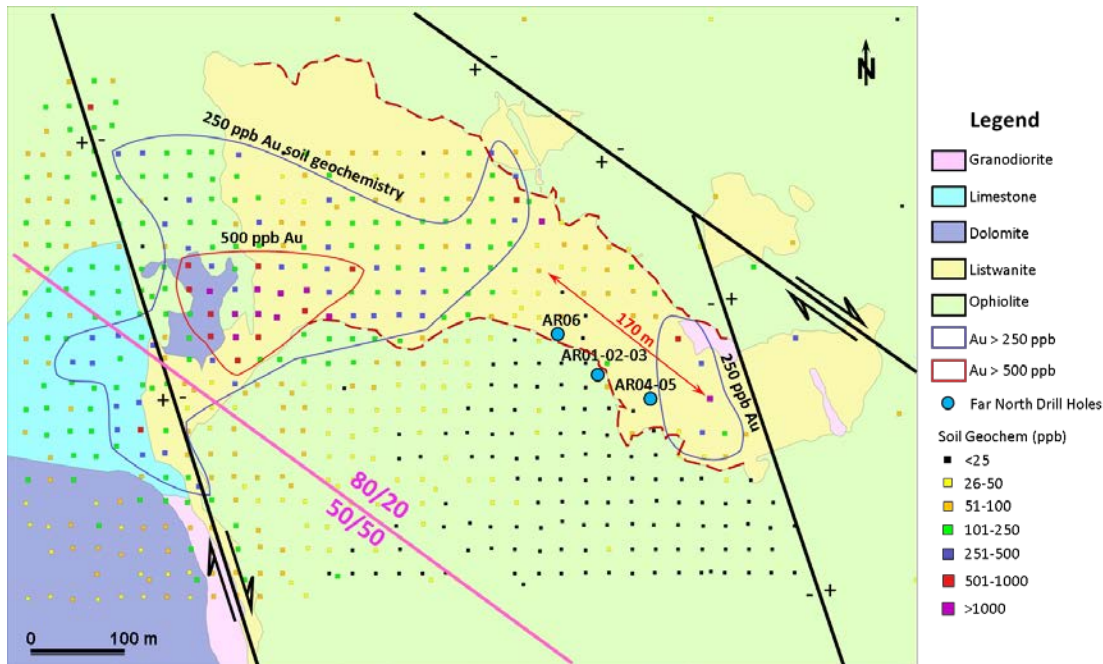 + -
N
250 ppb Au soil geochemistry
+ -
+ -
500 ppb Au
- +
AR06
170 m
AR01-02-03
AR04-05
250 ppb Au
+ -
80/20
50/50
- +
0 100 m
Legend
Granodiorite
Limestone
Dolomite
Listwanite
Ophiolite
Au > 250 ppb
Au > 500 ppb
Far North Drill Holes
Soil Geochem (ppb)
<25
26-50
51-100
101-250
251-500
501-1000
>1000